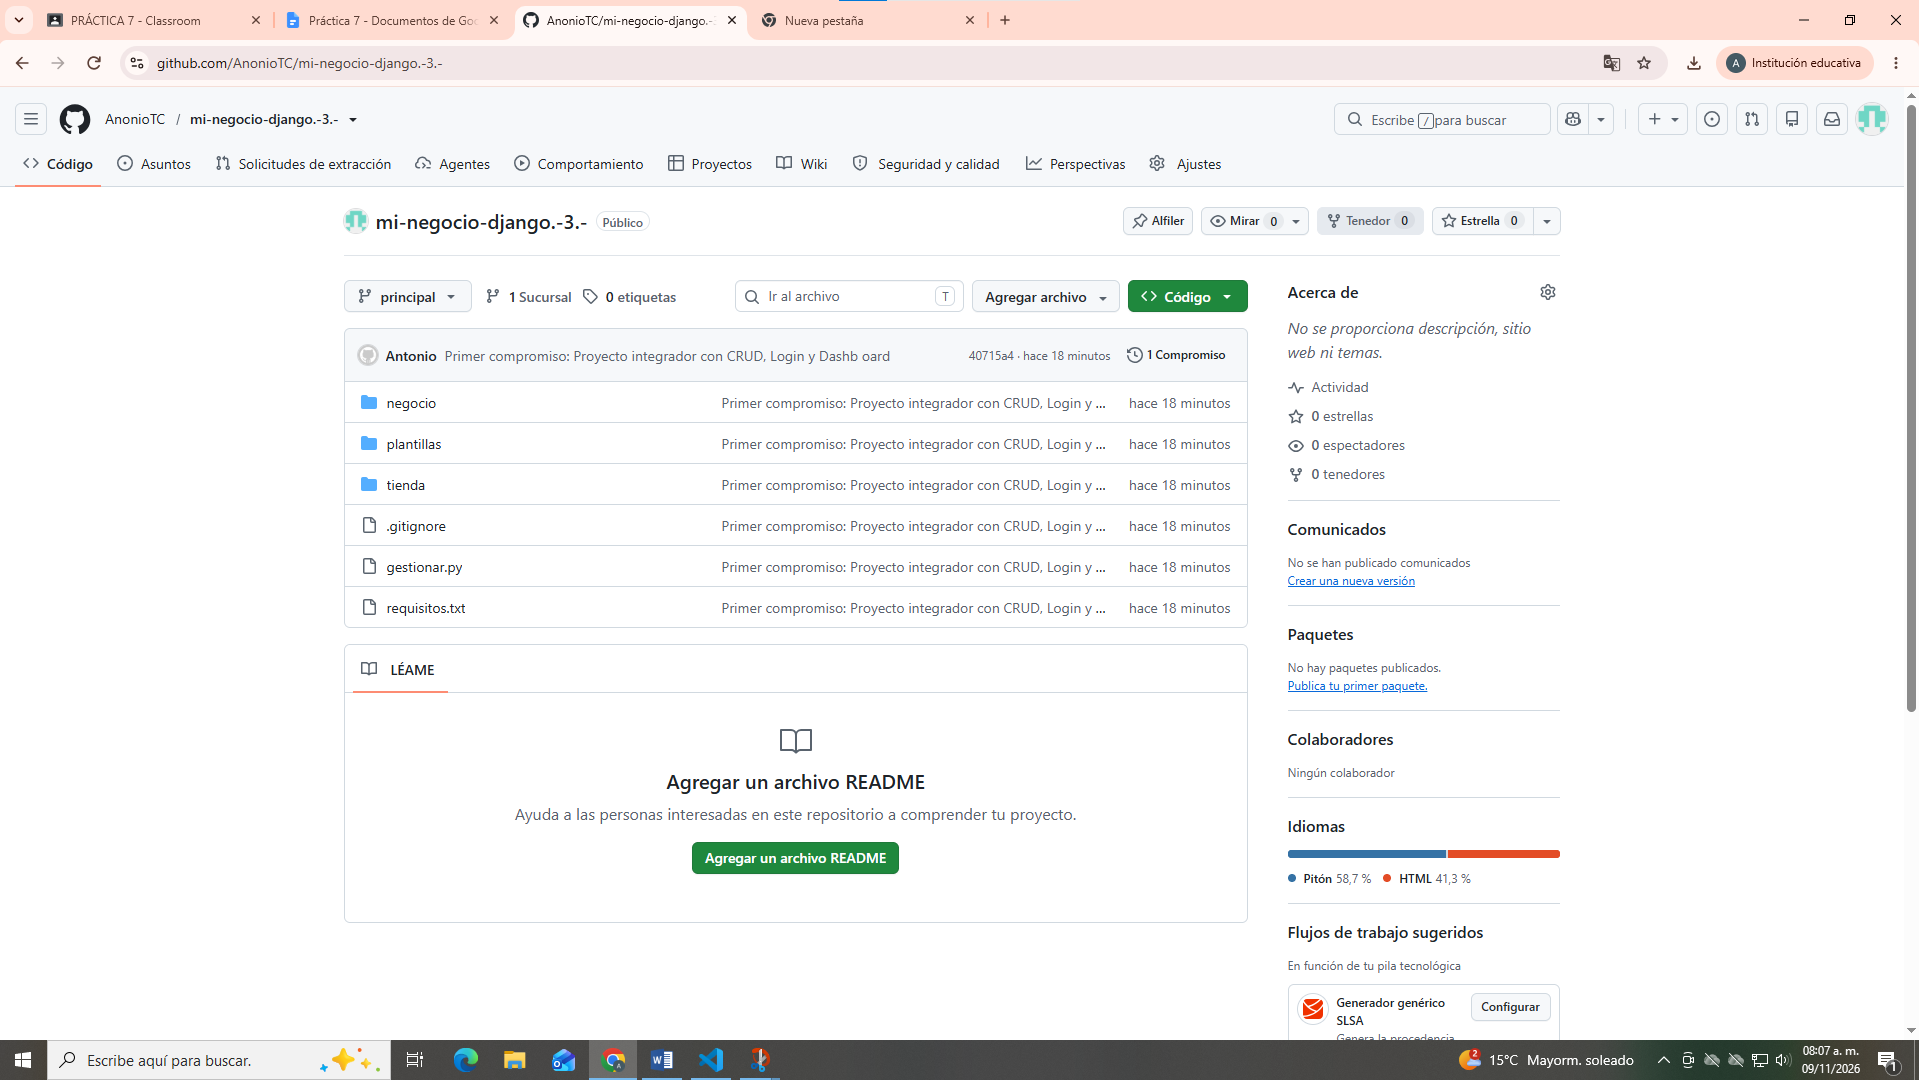 PRÁCTICA 7 - Classroom
Práctica 7 - Documentos de Goo
AnonioTC/mi-negocio-django.-3
Nueva pestaña
github.com/AnonioTC/mi-negocio-django.-3.-
A Institución educativa
AnonioTC / mi-negocio-django.-3.-
Escribe / para buscar
Código
Asuntos
Solicitudes de extracción
Agentes
Comportamiento
Proyectos
Wiki
Seguridad y calidad
Perspectivas
Ajustes
mi-negocio-django.-3.- Público
Alfiler
Mirar 0
Tenedor 0
Estrella 0
principal
1 Sucursal
0 etiquetas
Ir al archivo T
Agregar archivo
Código
Antonio Primer compromiso: Proyecto integrador con CRUD, Login y Dashb oard 40715a4 · hace 18 minutos 1 Compromiso
negocio Primer compromiso: Proyecto integrador con CRUD, Login y ... hace 18 minutos
plantillas Primer compromiso: Proyecto integrador con CRUD, Login y ... hace 18 minutos
tienda Primer compromiso: Proyecto integrador con CRUD, Login y ... hace 18 minutos
.gitignore Primer compromiso: Proyecto integrador con CRUD, Login y ... hace 18 minutos
gestionar.py Primer compromiso: Proyecto integrador con CRUD, Login y ... hace 18 minutos
requisitos.txt Primer compromiso: Proyecto integrador con CRUD, Login y ... hace 18 minutos
LÉAME
Agregar un archivo README
Ayuda a las personas interesadas en este repositorio a comprender tu proyecto.
Agregar un archivo README
Acerca de
No se proporciona descripción, sitio
web ni temas.
Actividad
0 estrellas
0 espectadores
0 tenedores
Comunicados
No se han publicado comunicados
Crear una nueva versión
Paquetes
No hay paquetes publicados.
Publica tu primer paquete.
Colaboradores
Ningún colaborador
Idiomas
Pitón 58,7 % HTML 41,3 %
Flujos de trabajo sugeridos
En función de tu pila tecnológica
Generador genérico
SLSA
Configurar
Genera la procedencia
Escribe aquí para buscar.
2
15°C Mayorm. soleado
08:07 a. m.
09/11/2026
1